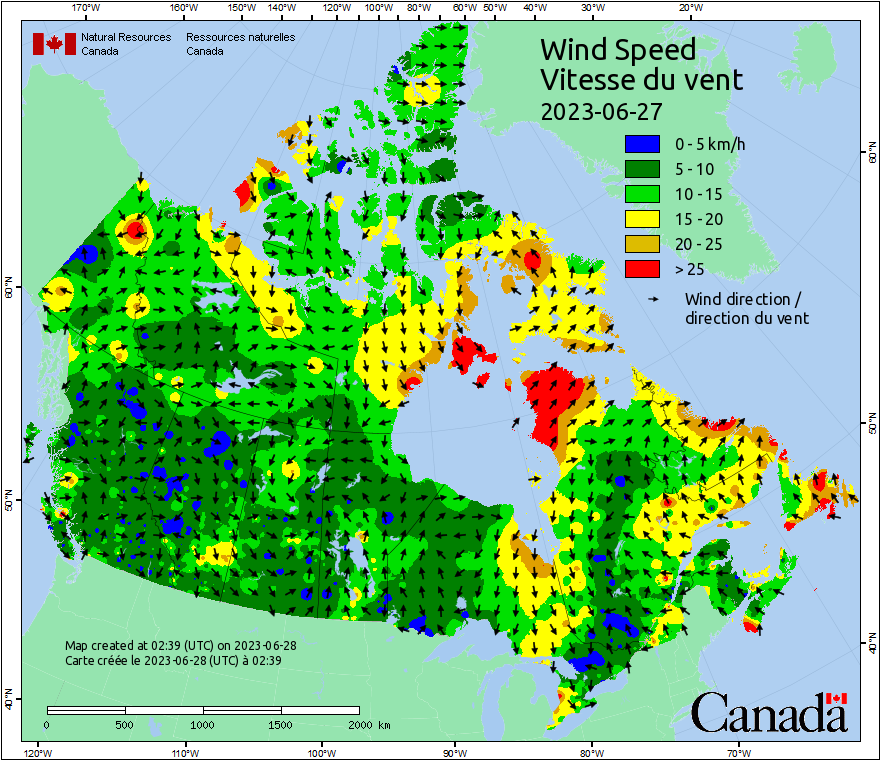 170°W 160°W 150°W 140°W 120°W 100°W 80°W 60°W 50°W 40°W 30°W 20°W
Natural Resources Ressources naturelles
Canada Canada
Wind Speed
Vitesse du vent
2023-06-27
0 - 5 km/h
5 - 10
10 - 15
15 - 20
20 - 25
> 25
Wind direction /
direction du vent
60°N
60°N
50°N
50°N
40°N
40°N
Map created at 02:39 (UTC) on 2023-06-28
Carte créée le 2023-06-28 (UTC) à 02:39
0 500 1000 1500 2000 km
Canada
120°W 110°W 100°W 90°W 80°W 70°W